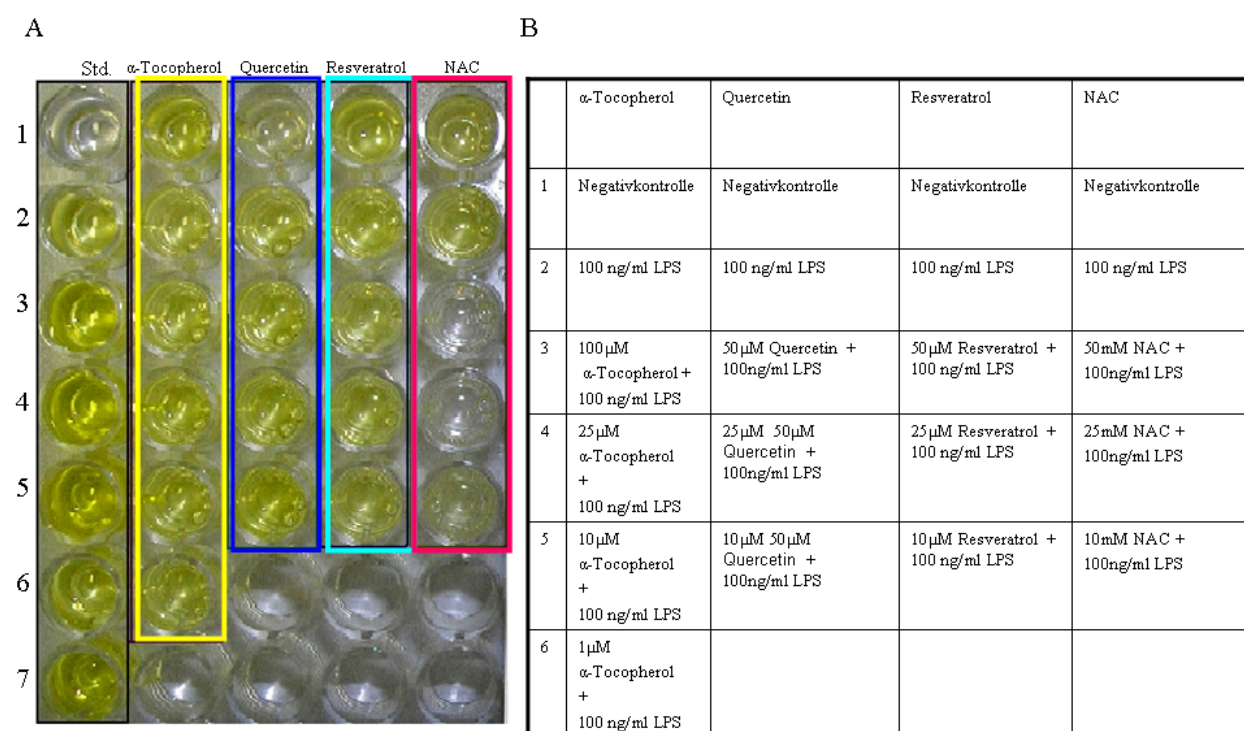 A
B
Std. α-Tocopherol Quercetin Resveratrol NAC
1
2
3
4
5
6
7
α-Tocopherol Quercetin Resveratrol NAC
1 Negativkontrolle Negativkontrolle Negativkontrolle Negativkontrolle
2 100 ng/ml LPS 100 ng/ml LPS 100 ng/ml LPS 100 ng/ml LPS
3 100µM 50µM Quercetin + 50µM Resveratrol + 50mM NAC +
α-Tocopherol + 100ng/ml LPS 100 ng/ml LPS 100ng/ml LPS
100 ng/ml LPS
4 25µM 25µM 50µM 25µM Resveratrol + 25mM NAC +
α-Tocopherol Quercetin + 100 ng/ml LPS 100ng/ml LPS
+ 100ng/ml LPS
100 ng/ml LPS
5 10µM 10µM 50µM 10µM Resveratrol + 10mM NAC +
α-Tocopherol Quercetin + 100 ng/ml LPS 100ng/ml LPS
+ 100ng/ml LPS
100 ng/ml LPS
6 1µM
α-Tocopherol
+
100 ng/ml LPS